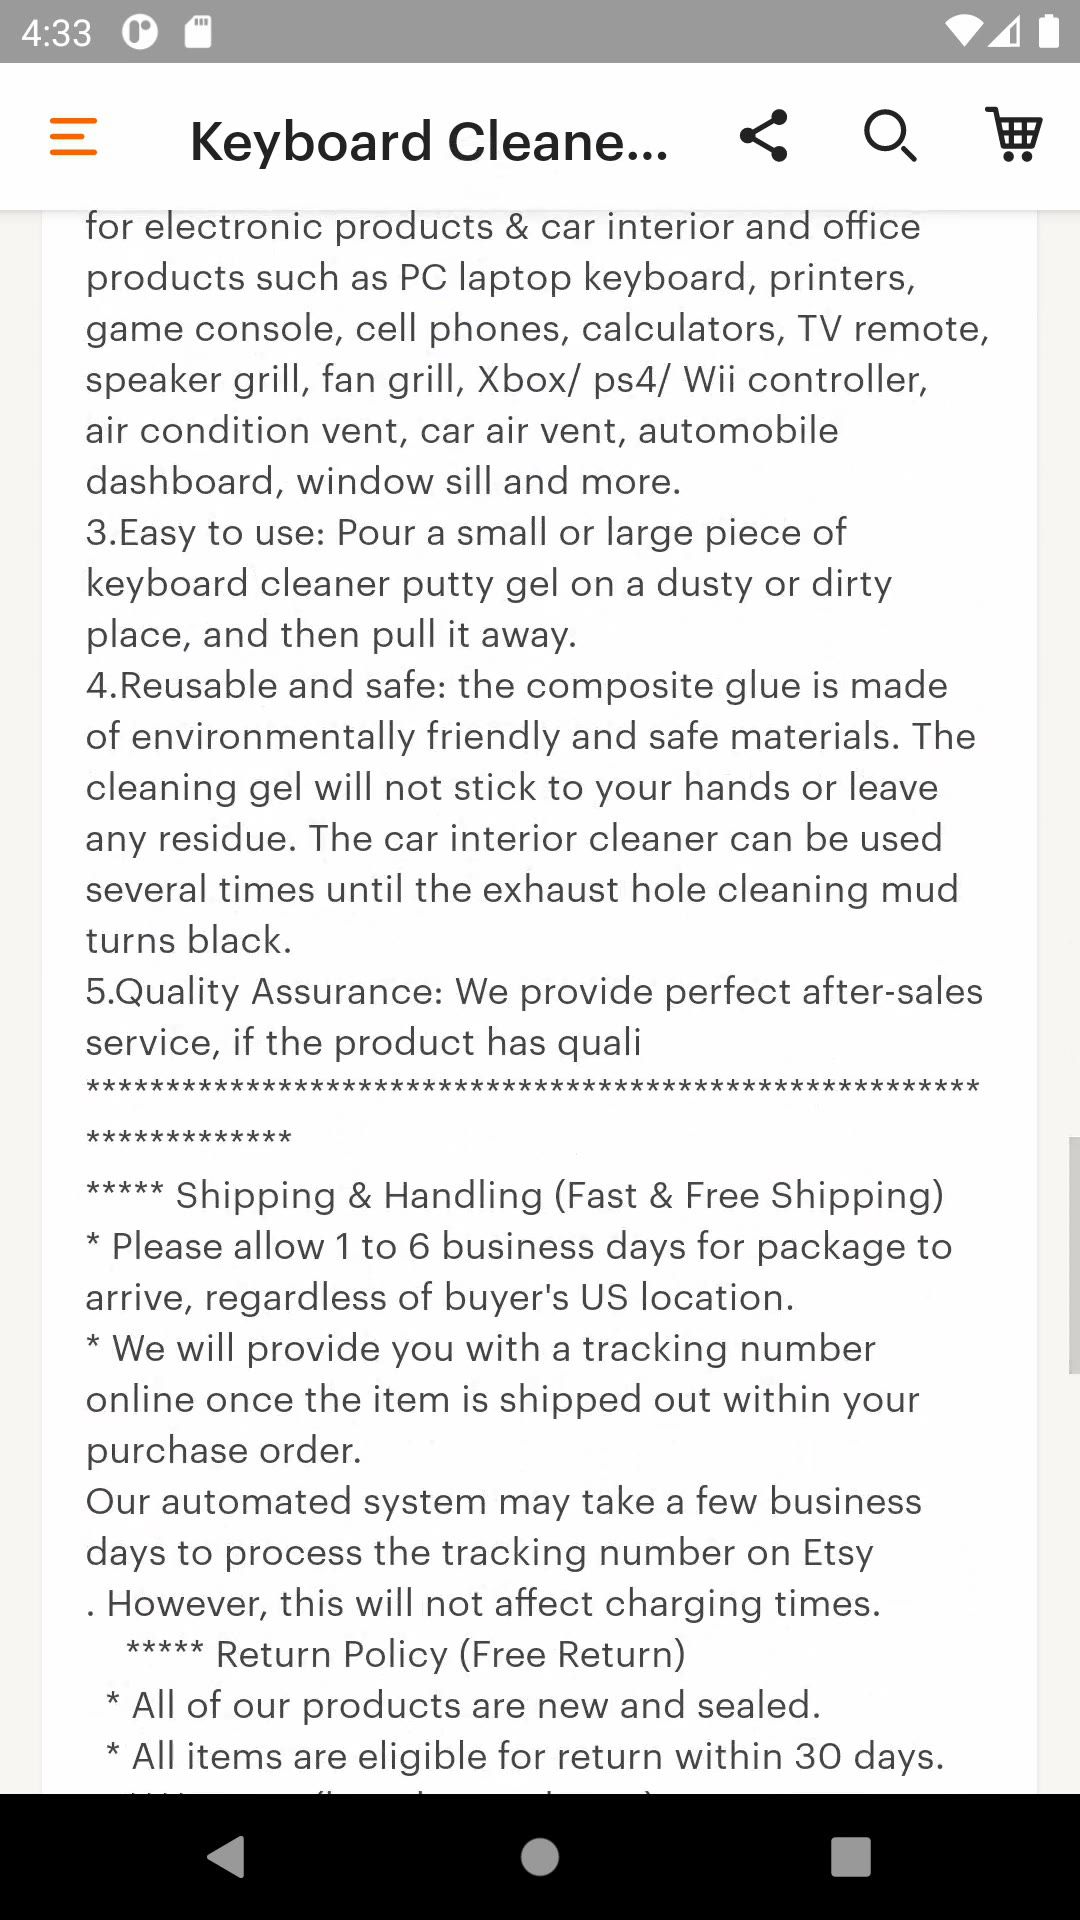 4:33
Keyboard Cleane...
for electronic products & car interior and office
products such as PC laptop keyboard, printers,
game console, cell phones, calculators, TV remote,
speaker grill, fan grill, Xbox/ ps4/ Wii controller,
air condition vent, car air vent, automobile
dashboard, window sill and more.
3.Easy to use: Pour a small or large piece of
keyboard cleaner putty gel on a dusty or dirty
place, and then pull it away.
4.Reusable and safe: the composite glue is made
of environmentally friendly and safe materials. The
cleaning gel will not stick to your hands or leave
any residue. The car interior cleaner can be used
several times until the exhaust hole cleaning mud
turns black.
5.Quality Assurance: We provide perfect after-sales
service, if the product has quali
********************************************************
*************
***** Shipping & Handling (Fast & Free Shipping)
* Please allow 1 to 6 business days for package to
arrive, regardless of buyer's US location.
* We will provide you with a tracking number
online once the item is shipped out within your
purchase order.
Our automated system may take a few business
days to process the tracking number on Etsy
. However, this will not affect charging times.
***** Return Policy (Free Return)
* All of our products are new and sealed.
* All items are eligible for return within 30 days.